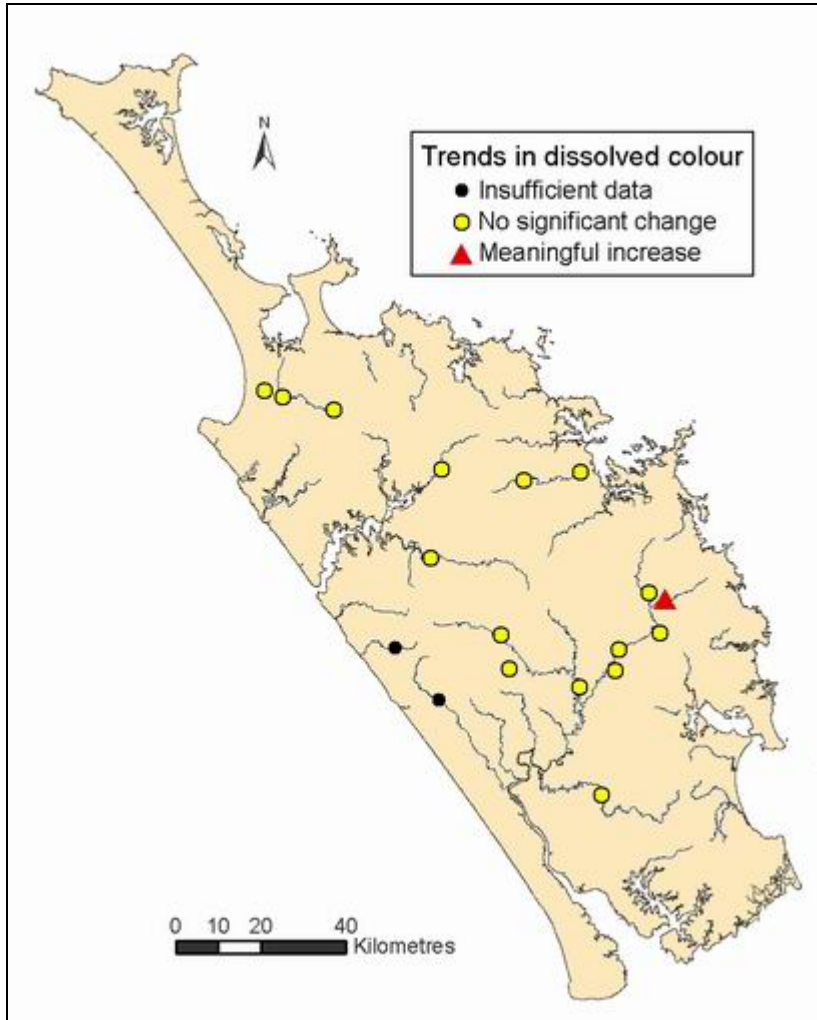 N
Trends in dissolved colour
Insufficient data
No significant change
Meaningful increase
0 10 20 40
Kilometres